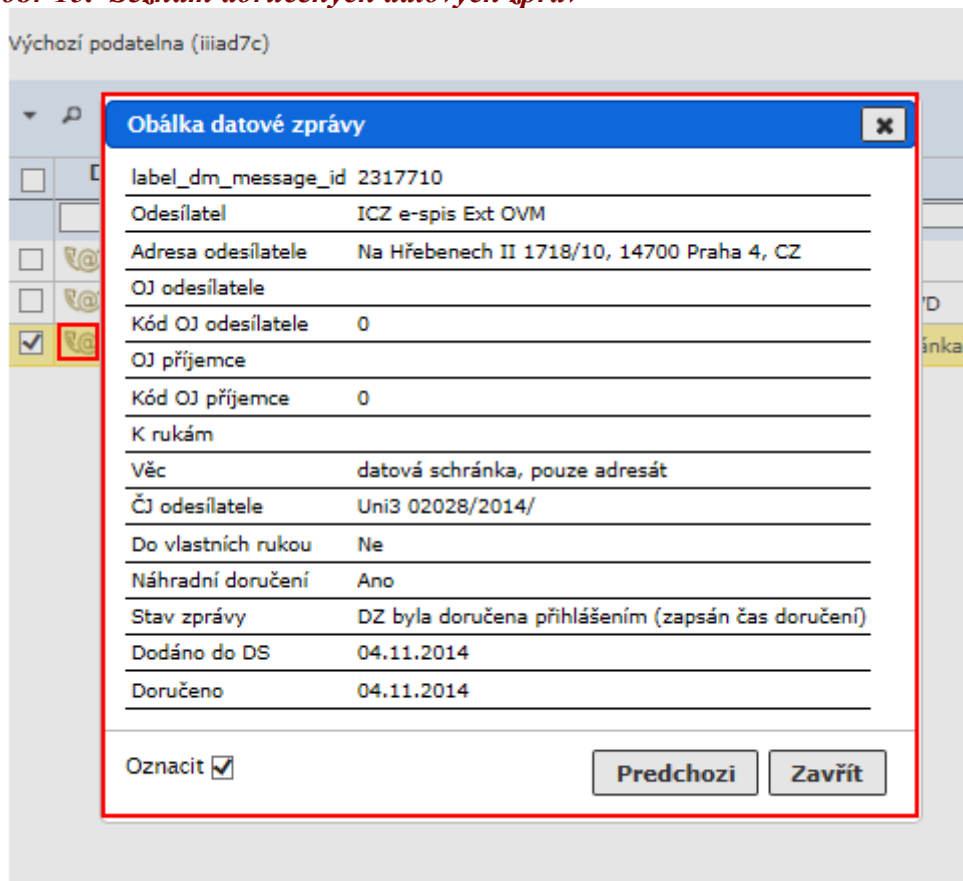 Seznam doručených datových zpráv
Výchozí podatelna (iiiad7c)
Obálka datové zprávy
label_dm_message_id 2317710
Odesílatel ICZ e-spis Ext OVM
Adresa odesílatele Na Hřebenech II 1718/10, 14700 Praha 4, CZ
OJ odesílatele
Kód OJ odesílatele 0
OJ příjemce
Kód OJ příjemce 0
K rukám
Věc datová schránka, pouze adresát
ČJ odesílatele Uni3 02028/2014/
Do vlastních rukou Ne
Náhradní doručení Ano
Stav zprávy DZ byla doručena přihlášením (zapsán čas doručení)
Dodáno do DS 04.11.2014
Doručeno 04.11.2014
Oznacit
Predchozi Zavřít